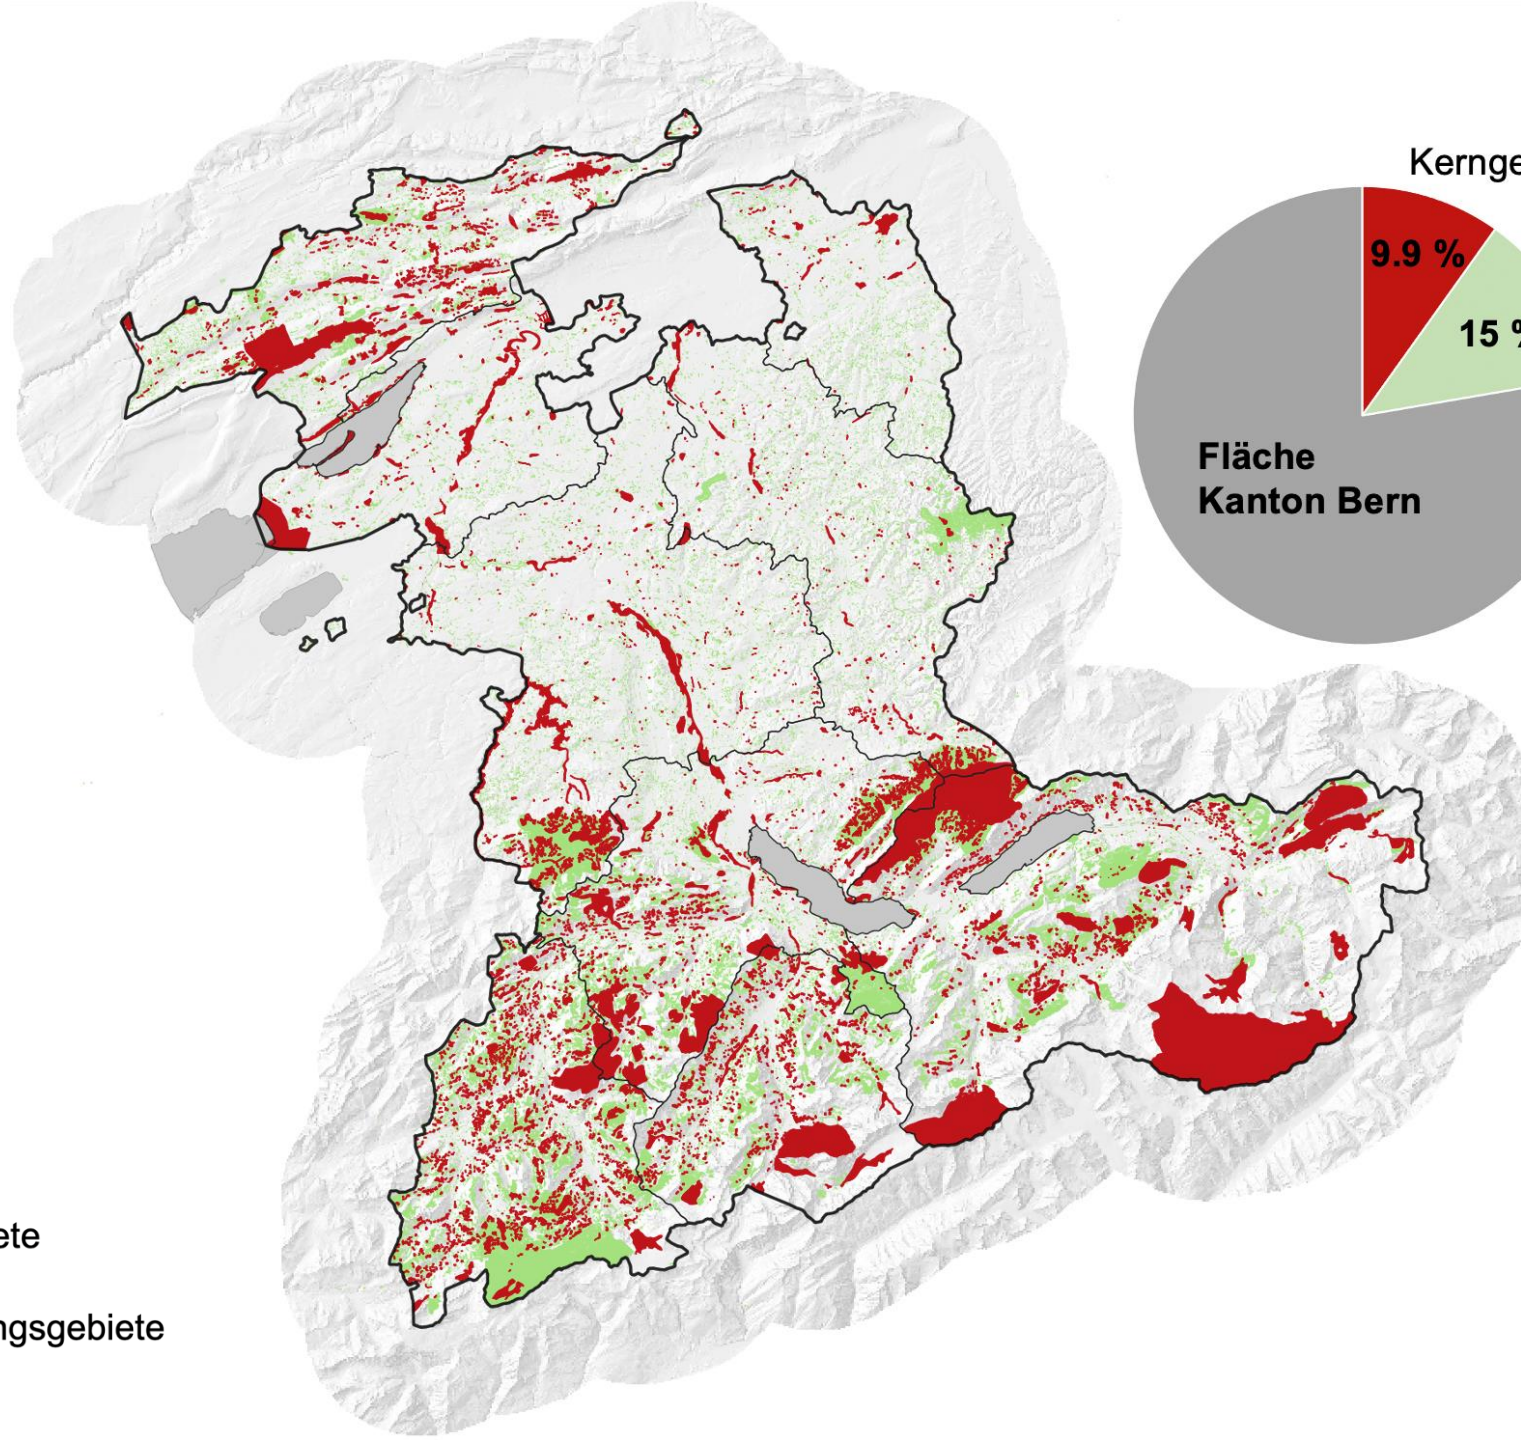 Kernge
9.9 %
15 %
Fläche
Kanton Bern
ete
ngsgebiete